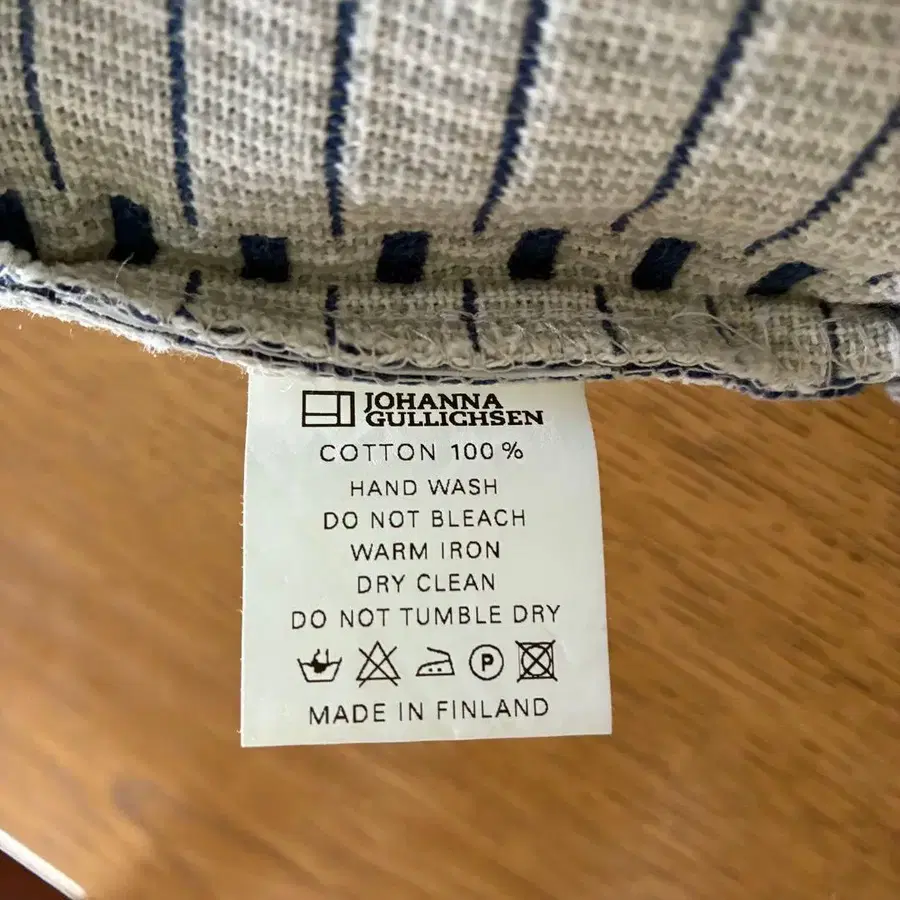 JOHANNA
GULLICHSEN
COTTON 100 %
HAND WASH
DO NOT BLEACH
WARM IRON
DRY CLEAN
DO NOT TUMBLE DRY
P
MADE IN FINLAND